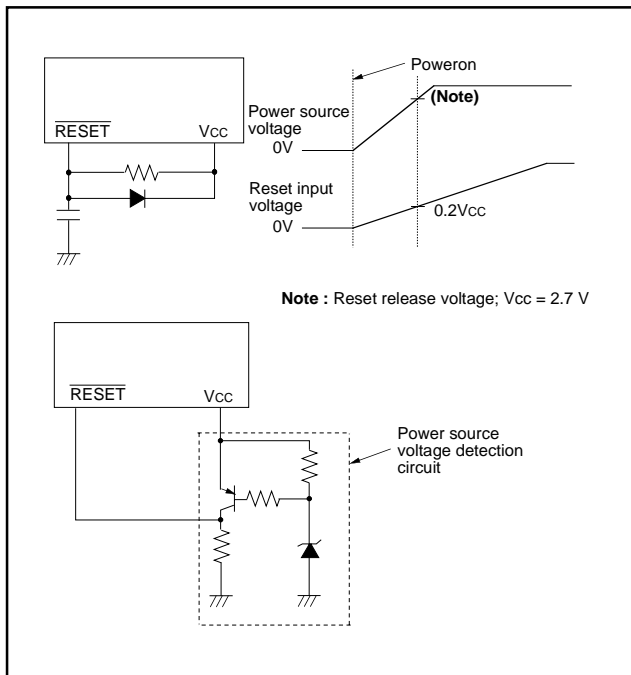 Poweron
(Note)
RESET
VCC
Power source
voltage
0V
Reset input
voltage
0V
0.2VCC
Note : Reset release voltage; Vcc = 2.7 V
RESET
VCC
Power source
voltage detection
circuit